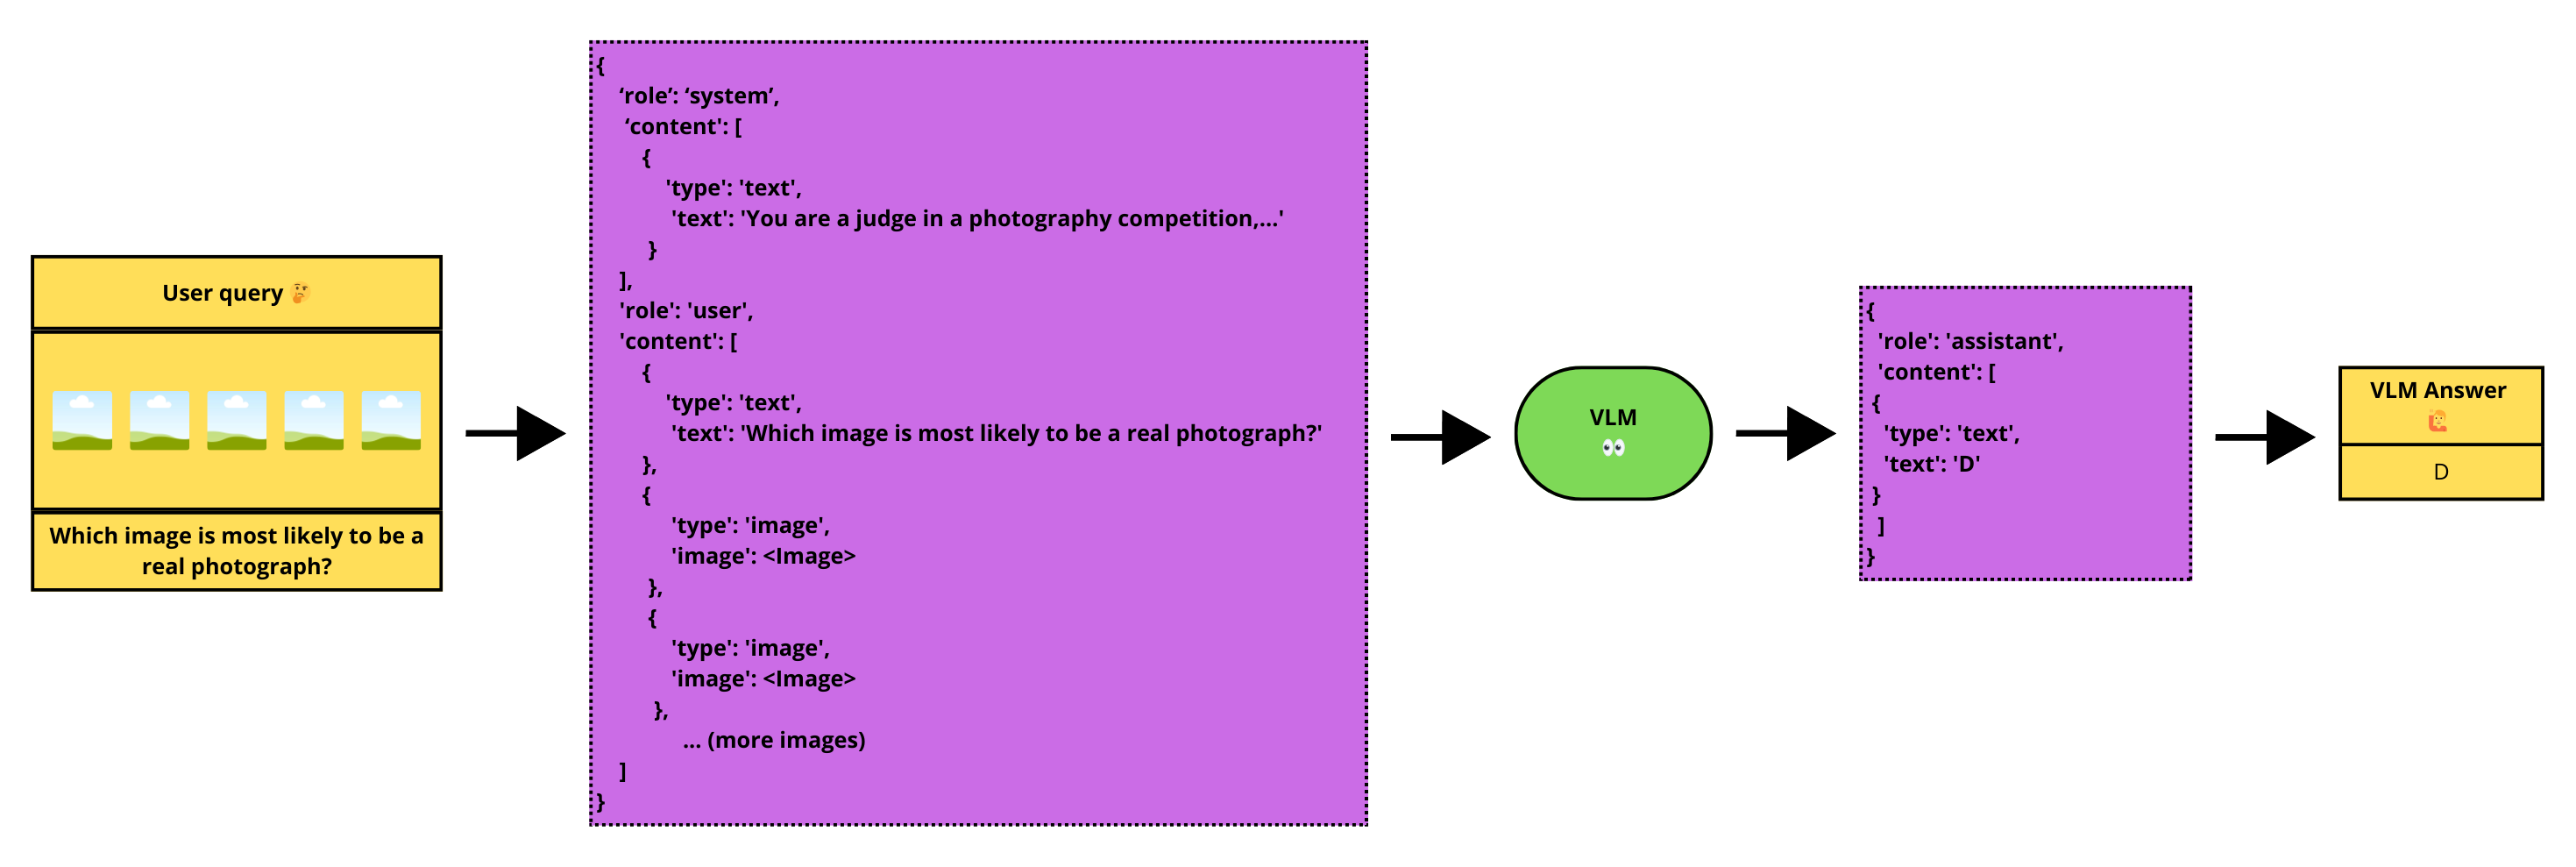 User query 🤔
Which image is most likely to be a
real photograph?
{
‘role’: ‘system’,
‘content': [
{
'type': 'text',
'text': 'You are a judge in a photography competition,...'
}
],
'role': 'user',
'content': [
{
'type': 'text',
'text': 'Which image is most likely to be a real photograph?'
},
{
'type': 'image',
'image': <Image>
},
{
'type': 'image',
'image': <Image>
},
... (more images)
]
}
VLM
👀
{
'role': 'assistant',
'content': [
{
'type': 'text',
'text': 'D'
}
]
}
VLM Answer
🙋
D